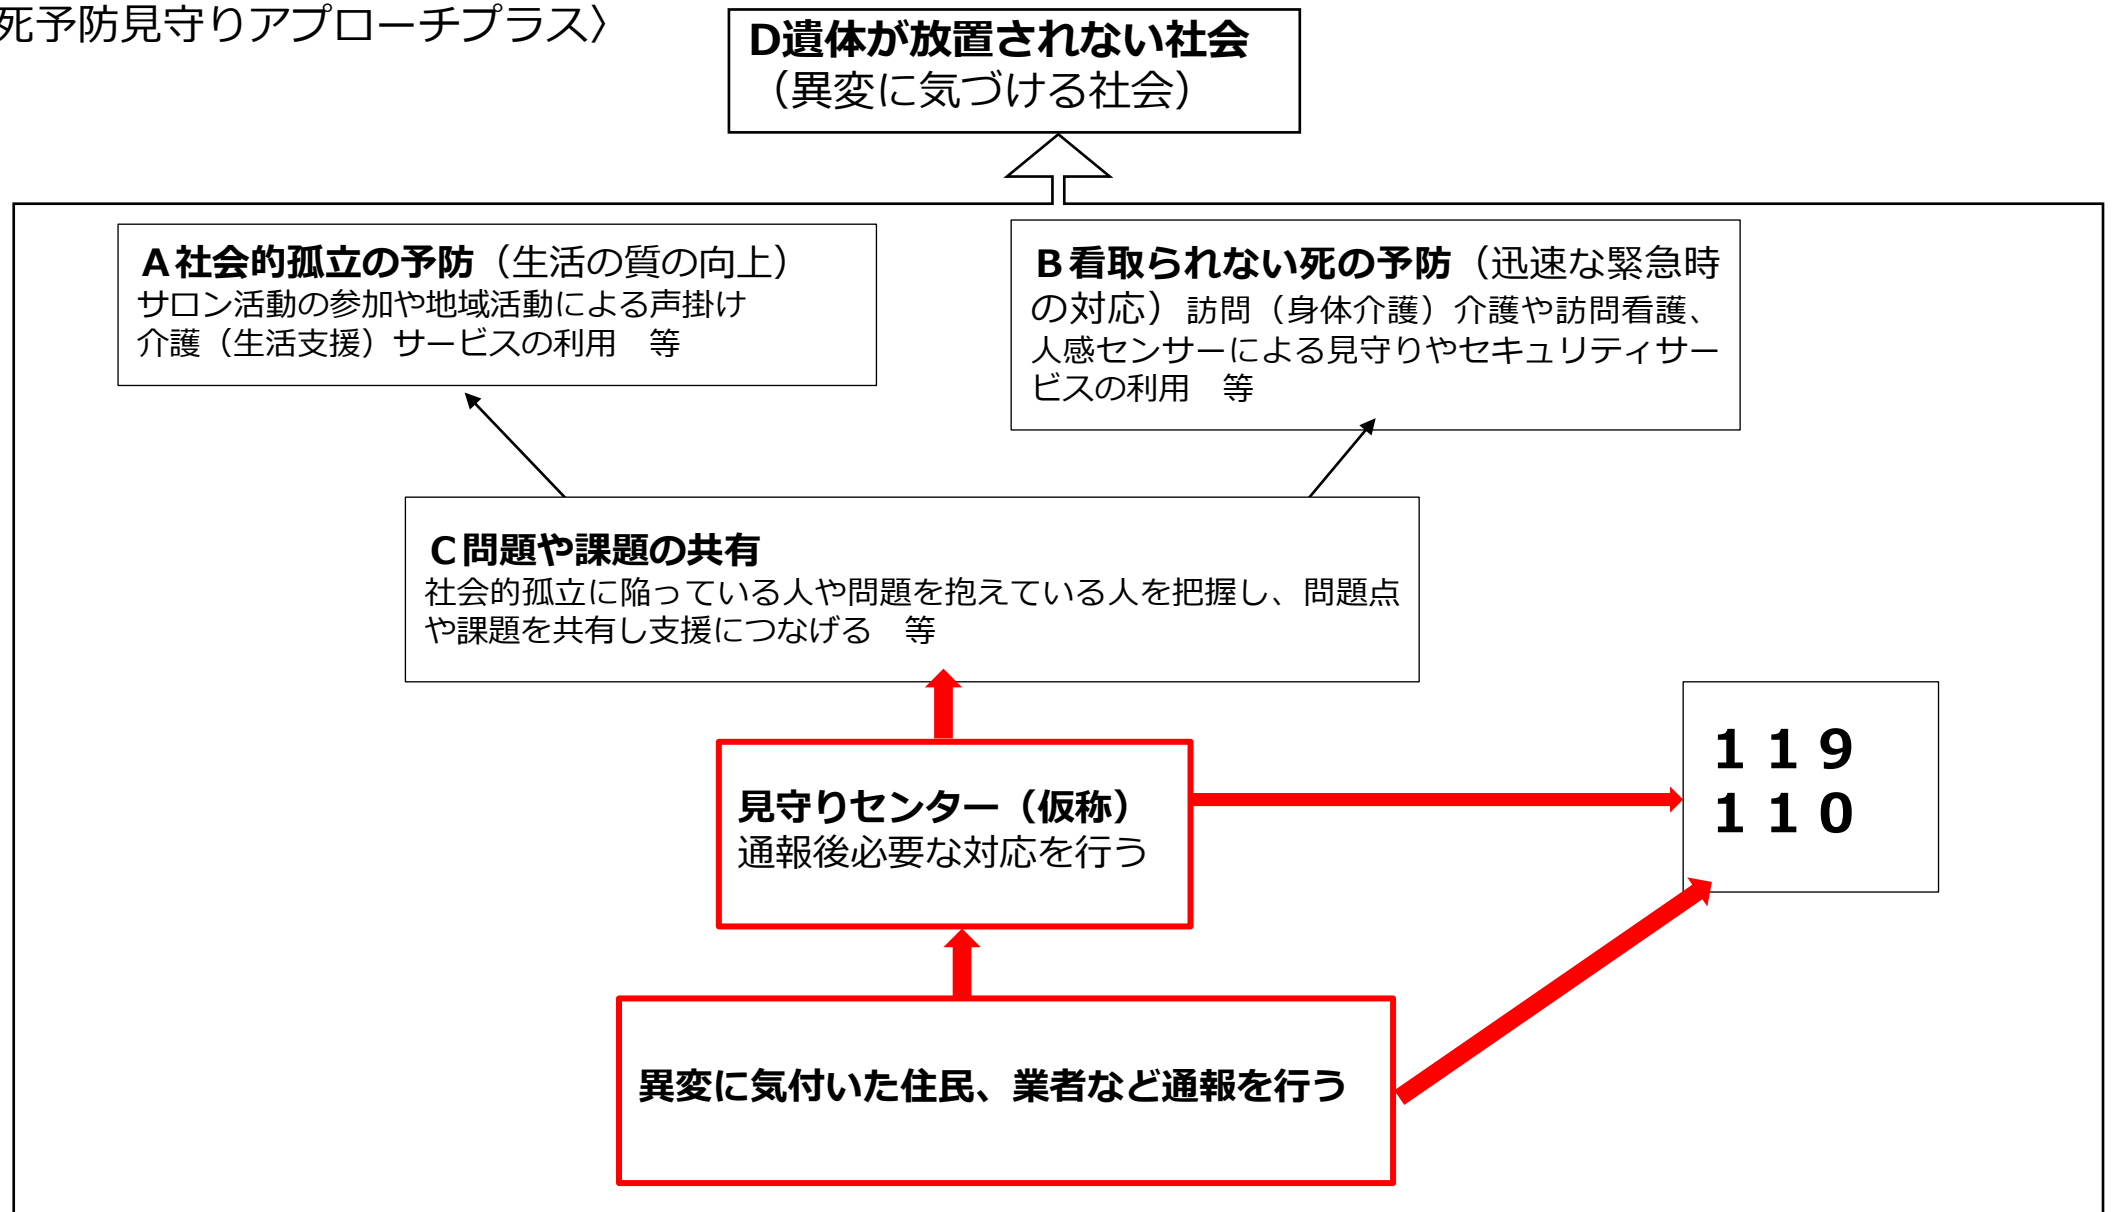 死予防見守りアプローチプラス〉
D遺体が放置されない社会
（異変に気づける社会）
Ａ社会的孤立の予防（生活の質の向上）
サロン活動の参加や地域活動による声掛け
介護（生活支援）サービスの利用　等
Ｂ看取られない死の予防（迅速な緊急時
の対応）訪問（身体介護）介護や訪問看護、
人感センサーによる見守りやセキュリティサー
ビスの利用　等
Ｃ問題や課題の共有
社会的孤立に陥っている人や問題を抱えている人を把握し、問題点
や課題を共有し支援につなげる　等
１１９
１１０
見守りセンター（仮称）
通報後必要な対応を行う
異変に気付いた住民、業者など通報を行う